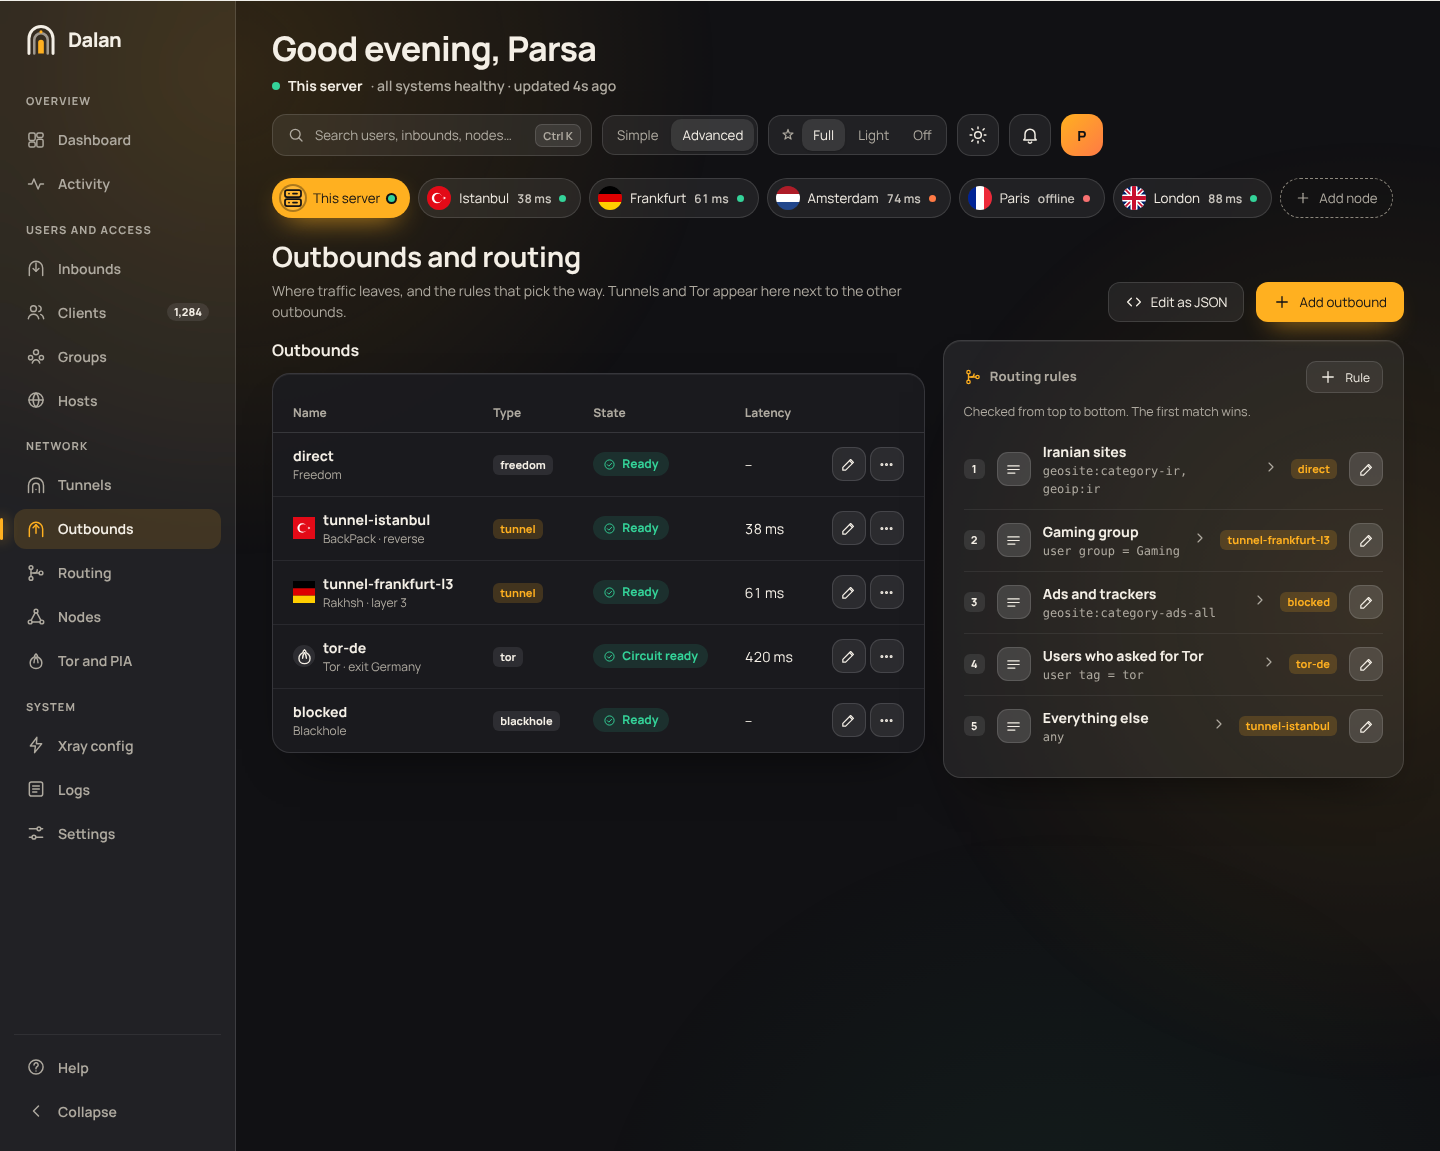 Dalan
OVERVIEW
Dashboard
Activity
USERS AND ACCESS
Inbounds
Clients 1,284
Groups
Hosts
NETWORK
Tunnels
Outbounds
Routing
Nodes
Tor and PIA
SYSTEM
Xray config
Logs
Settings
Help
Collapse
Good evening, Parsa
This server · all systems healthy · updated 4s ago
Search users, inbounds, nodes... Ctrl K
Simple Advanced
Full Light Off
P
This server
Istanbul 38 ms
Frankfurt 61 ms
Amsterdam 74 ms
Paris offline
London 88 ms
Add node
Outbounds and routing
Where traffic leaves, and the rules that pick the way. Tunnels and Tor appear here next to the other
outbounds.
Edit as JSON
Add outbound
Outbounds
Name Type State Latency
direct
Freedom
freedom Ready –
tunnel-istanbul
BackPack · reverse
tunnel Ready 38 ms
tunnel-frankfurt-l3
Rakhsh · layer 3
tunnel Ready 61 ms
tor-de
Tor · exit Germany
tor Circuit ready 420 ms
blocked
Blackhole
blackhole Ready –
Routing rules
Rule
Checked from top to bottom. The first match wins.
1 Iranian sites
geosite:category-ir,
geoip:ir
direct
2 Gaming group
user group = Gaming
tunnel-frankfurt-l3
3 Ads and trackers
geosite:category-ads-all
blocked
4 Users who asked for Tor
user tag = tor
tor-de
5 Everything else
any
tunnel-istanbul